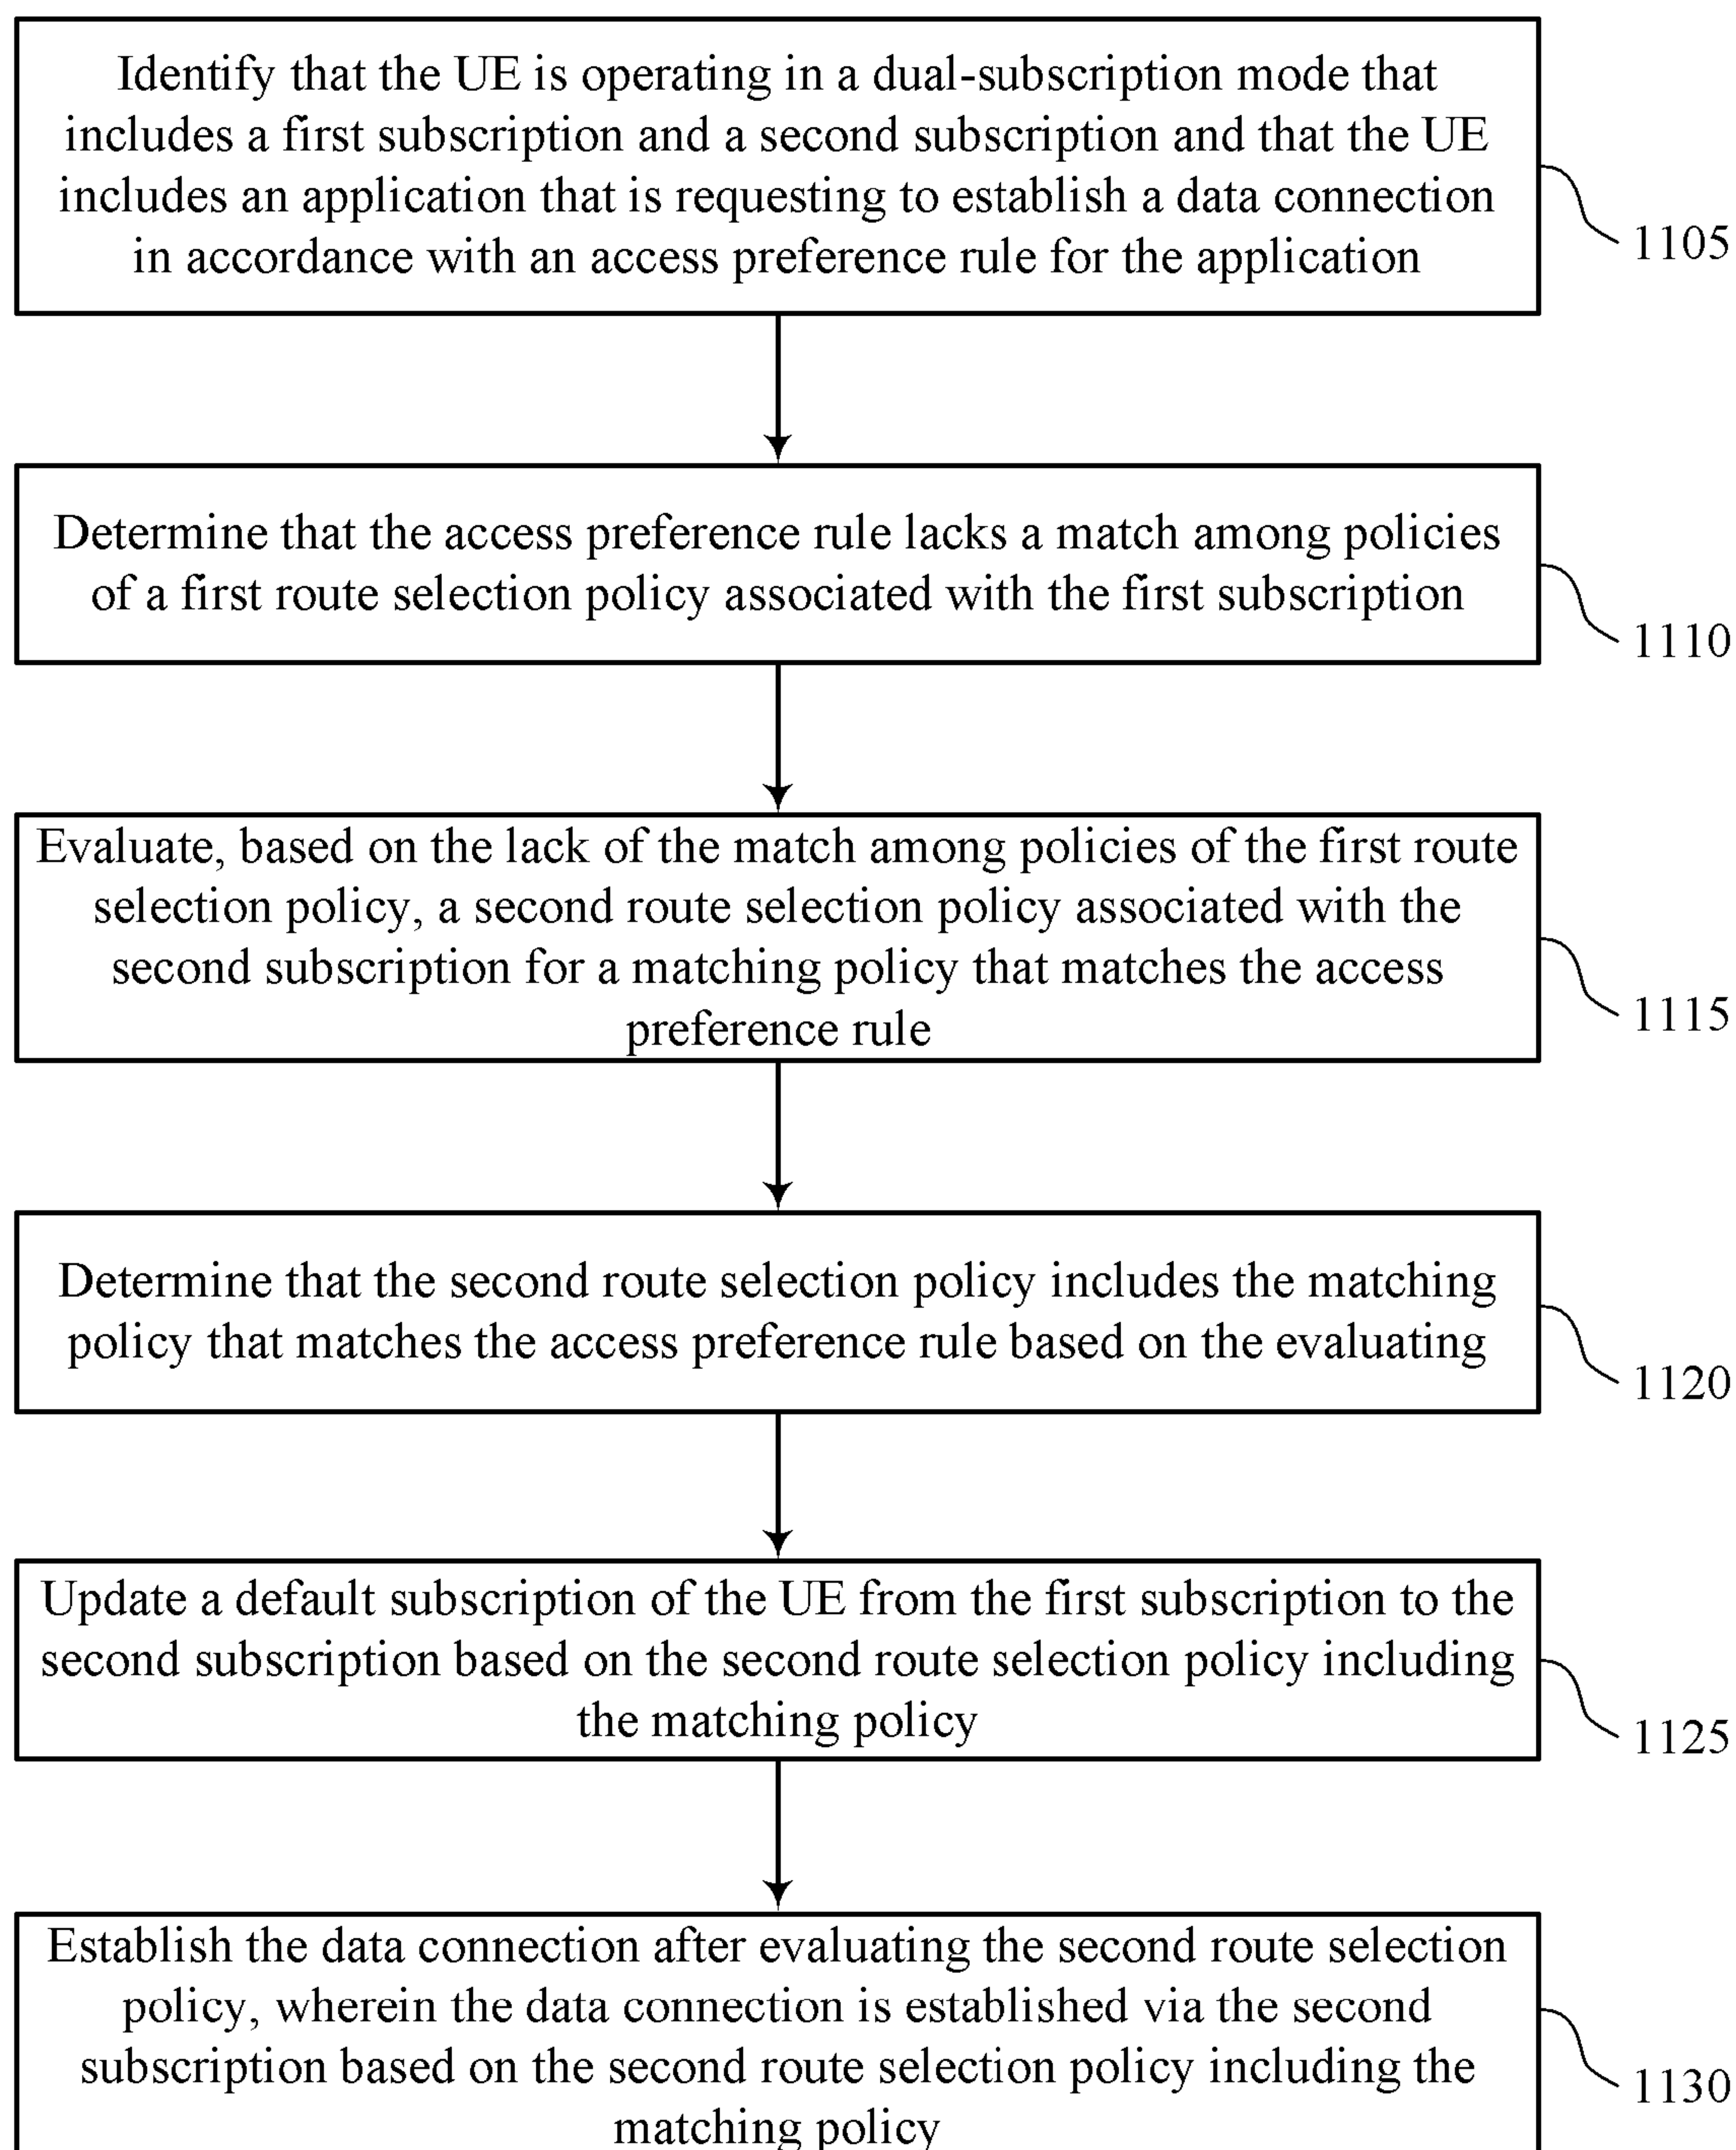 Identify that the UE is operating in a dual-subscription mode that
includes a first subscription and a second subscription and that the UE
includes an application that is requesting to establish a data connection
in accordance with an access preference rule for the application
1105
Determine that the access preference rule lacks a match among policies
of a first route selection policy associated with the first subscription
1110
Evaluate, based on the lack of the match among policies of the first route
selection policy, a second route selection policy associated with the
second subscription for a matching policy that matches the access
preference rule
1115
Determine that the second route selection policy includes the matching
policy that matches the access preference rule based on the evaluating
1120
Update a default subscription of the UE from the first subscription to the
second subscription based on the second route selection policy including
the matching policy
1125
Establish the data connection after evaluating the second route selection
policy, wherein the data connection is established via the second
subscription based on the second route selection policy including the
matching policy
1130